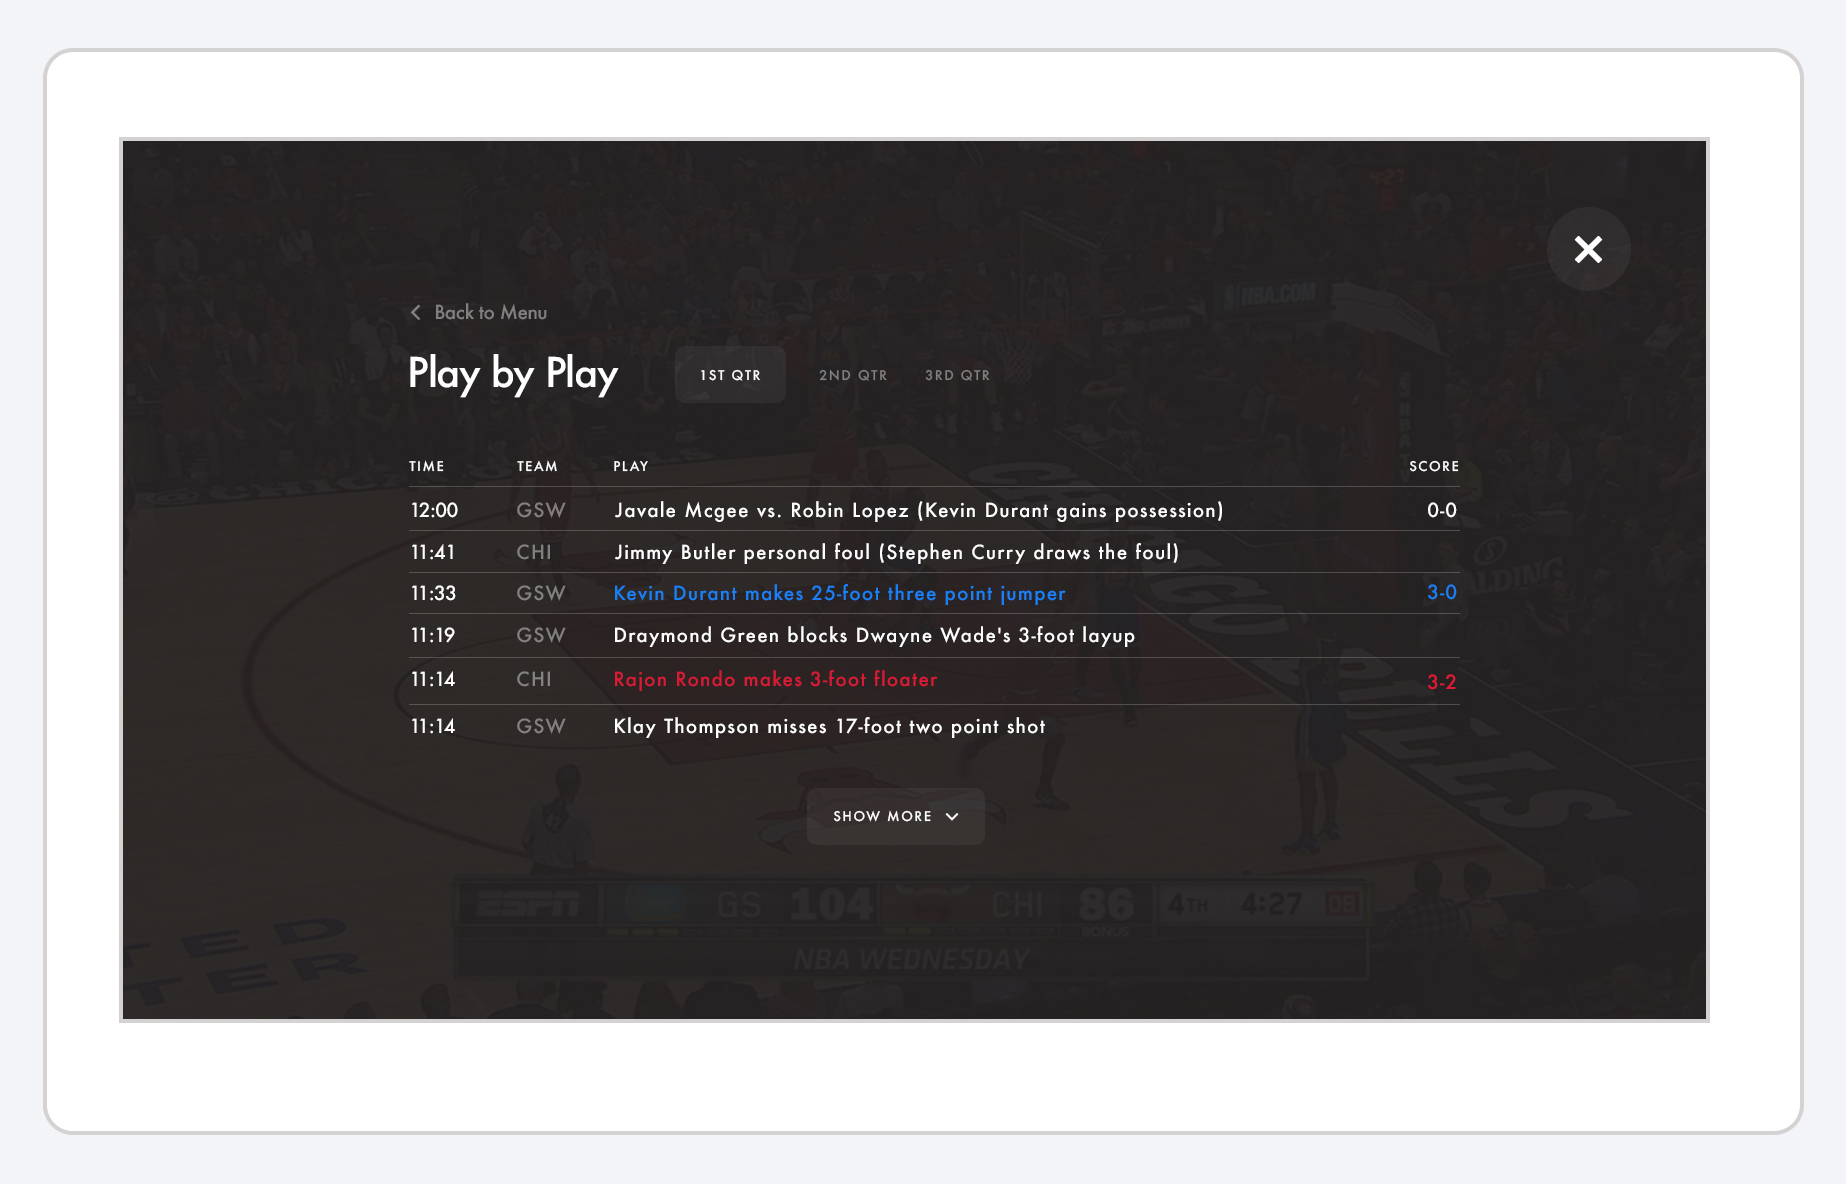 NBA.COM
Back to Menu
Play by Play
1ST QTR 2ND QTR 3RD QTR
TIME TEAM PLAY SCORE
12:00 GSW Javale Mcgee vs. Robin Lopez (Kevin Durant gains possession) 0-0
11:41 CHI Jimmy Butler personal foul (Stephen Curry draws the foul)
11:33 GSW Kevin Durant makes 25-foot three point jumper 3-0
11:19 GSW Draymond Green blocks Dwayne Wade's 3-foot layup
11:14 CHI Rajon Rondo makes 3-foot floater 3-2
11:14 GSW Klay Thompson misses 17-foot two point shot
SHOW MORE
ESPN GS 104 CHI 86 4TH 4:27 08
BONUS
NBA WEDNESDAY